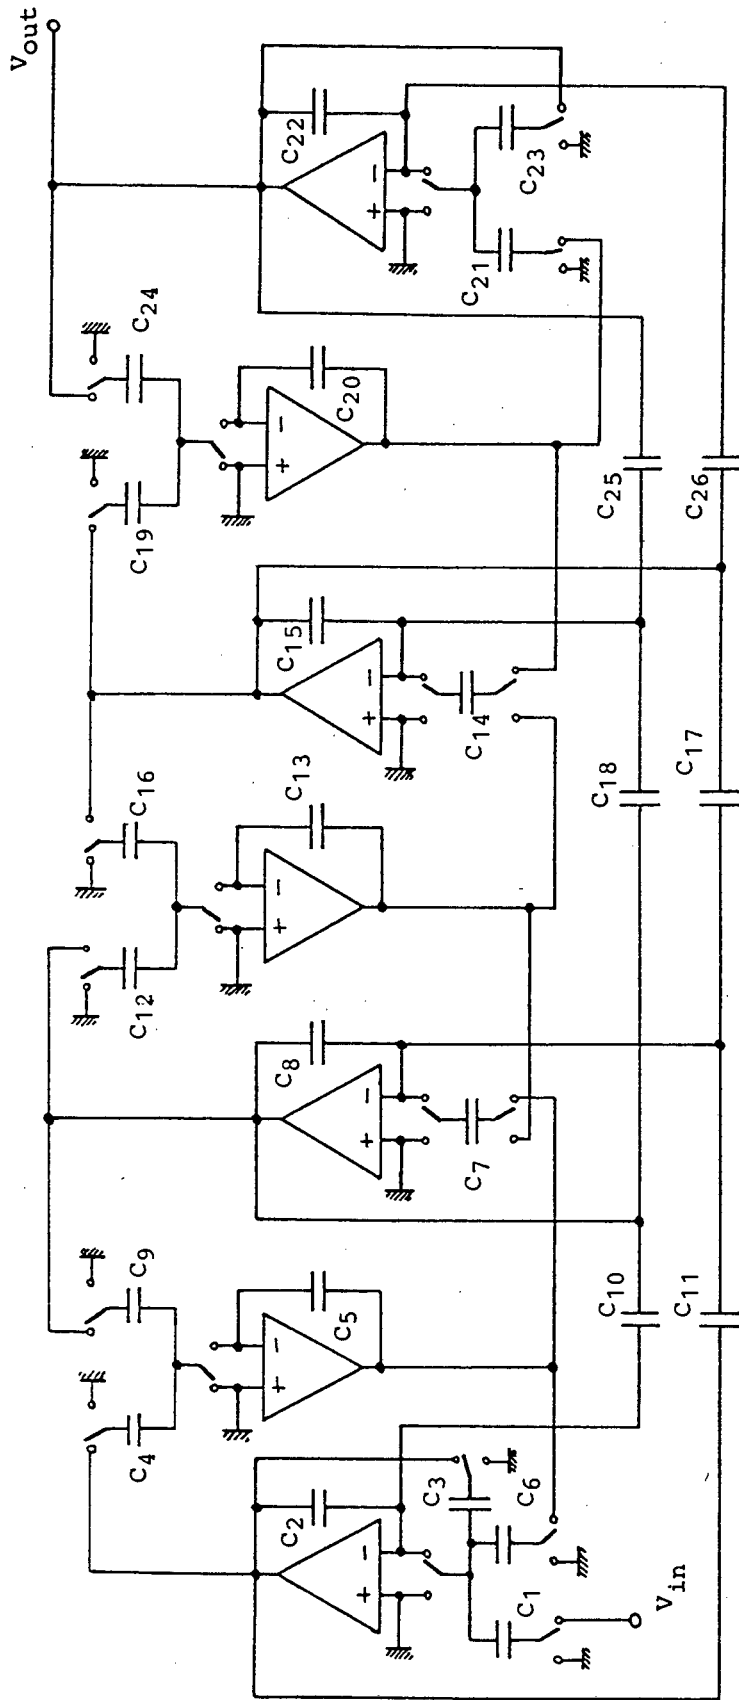 Vout
C24
C19
C22
C23
C21
C20
C25
C26
C16
C12
C15
C14
C13
C18
C17
C9
C4
C8
C7
C5
C10
C11
C2
C3
C6
C1
Vin
− +
− +
− +
− +
− +
− +